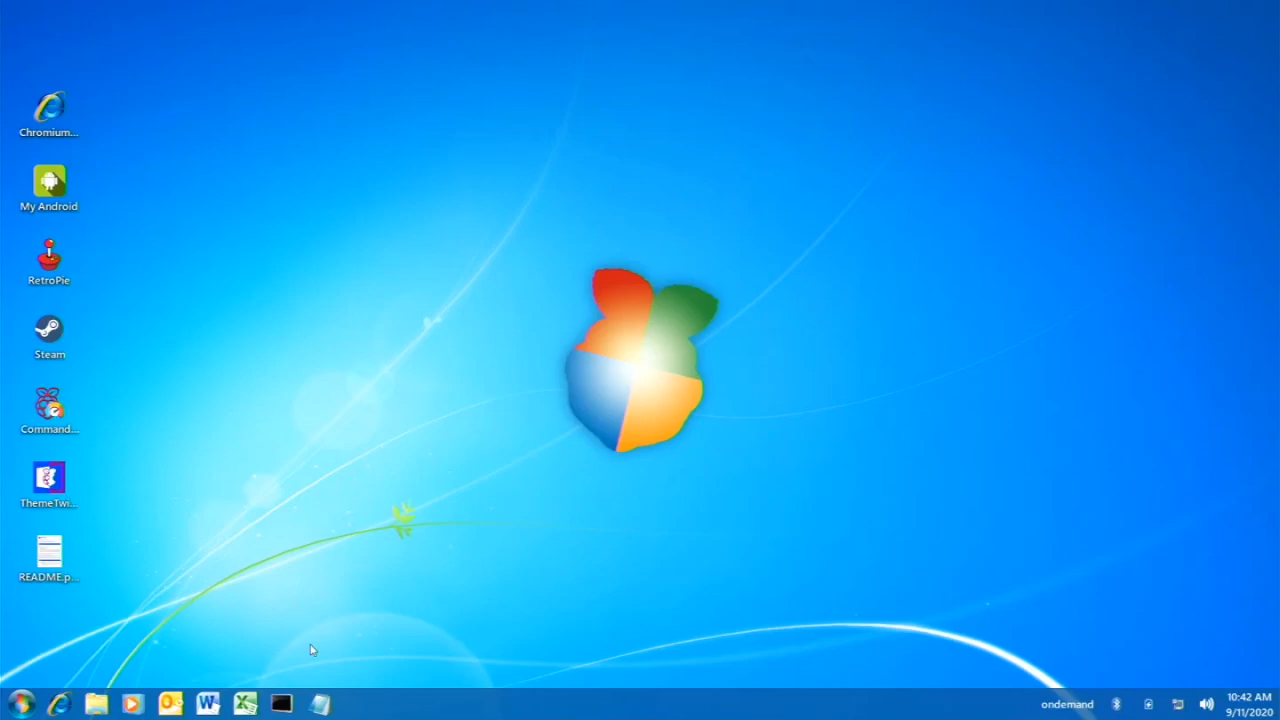 Chromium...
My Android
RetroPie
Steam
Command...
ThemeTwi...
README.p...
ondemand
10:42 AM
9/11/2020